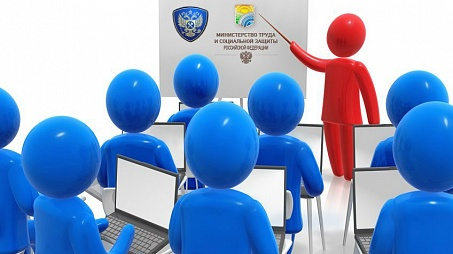 МИНИСТЕРСТВО ТРУДА
И СОЦИАЛЬНОЙ ЗАЩИТЫ
РОССИЙСКОЙ ФЕДЕРАЦИИ